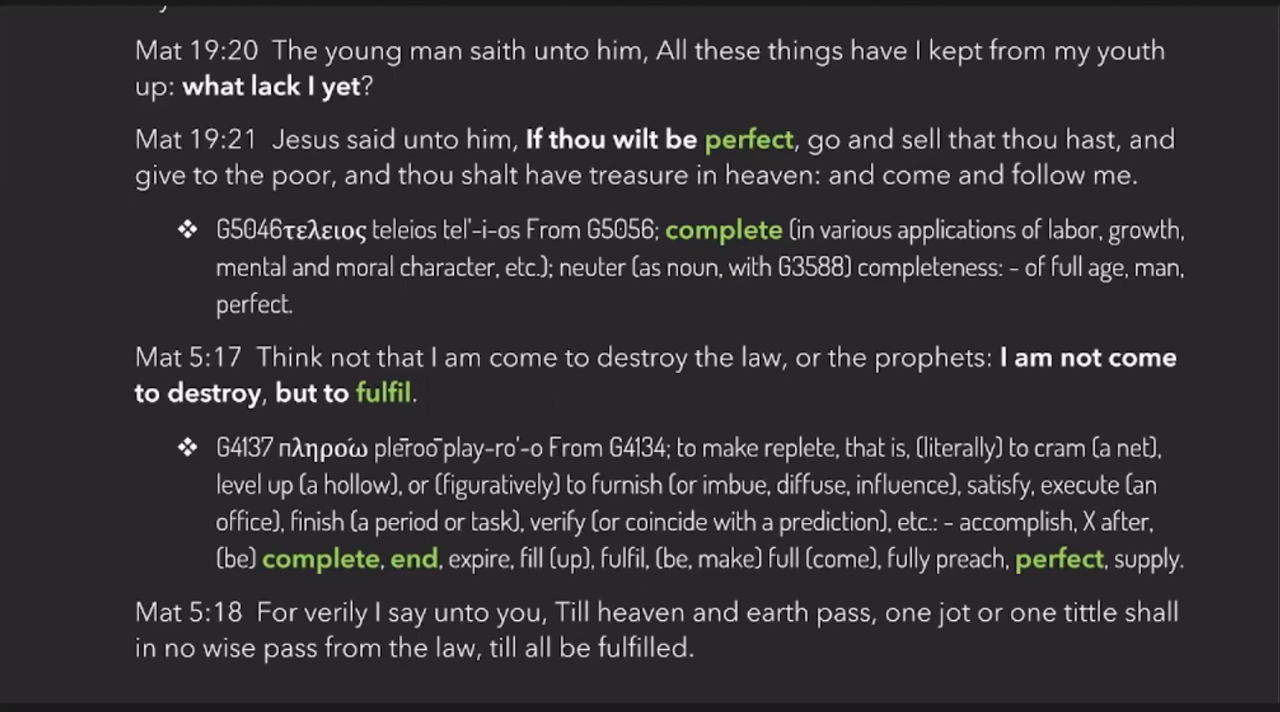 Mat 19:20 The young man saith unto him, All these things have I kept from my youth
up: what lack I yet?
Mat 19:21 Jesus said unto him, If thou wilt be perfect, go and sell that thou hast, and
give to the poor, and thou shalt have treasure in heaven: and come and follow me.
❖ G5046τελειος teleios tel'-i-os From G5056; complete (in various applications of labor, growth,
mental and moral character, etc.); neuter (as noun, with G3588) completeness: - of full age, man,
perfect.
Mat 5:17 Think not that I am come to destroy the law, or the prophets: I am not come
to destroy, but to fulfil.
❖ G4137 πληρόω plēroō play-ro'-o From G4134; to make replete, that is, (literally) to cram (a net),
level up (a hollow), or (figuratively) to furnish (or imbue, diffuse, influence), satisfy, execute (an
office), finish (a period or task), verify (or coincide with a prediction), etc.: - accomplish, X after,
(be) complete, end, expire, fill (up), fulfil, (be, make) full (come), fully preach, perfect, supply.
Mat 5:18 For verily I say unto you, Till heaven and earth pass, one jot or one tittle shall
in no wise pass from the law, till all be fulfilled.